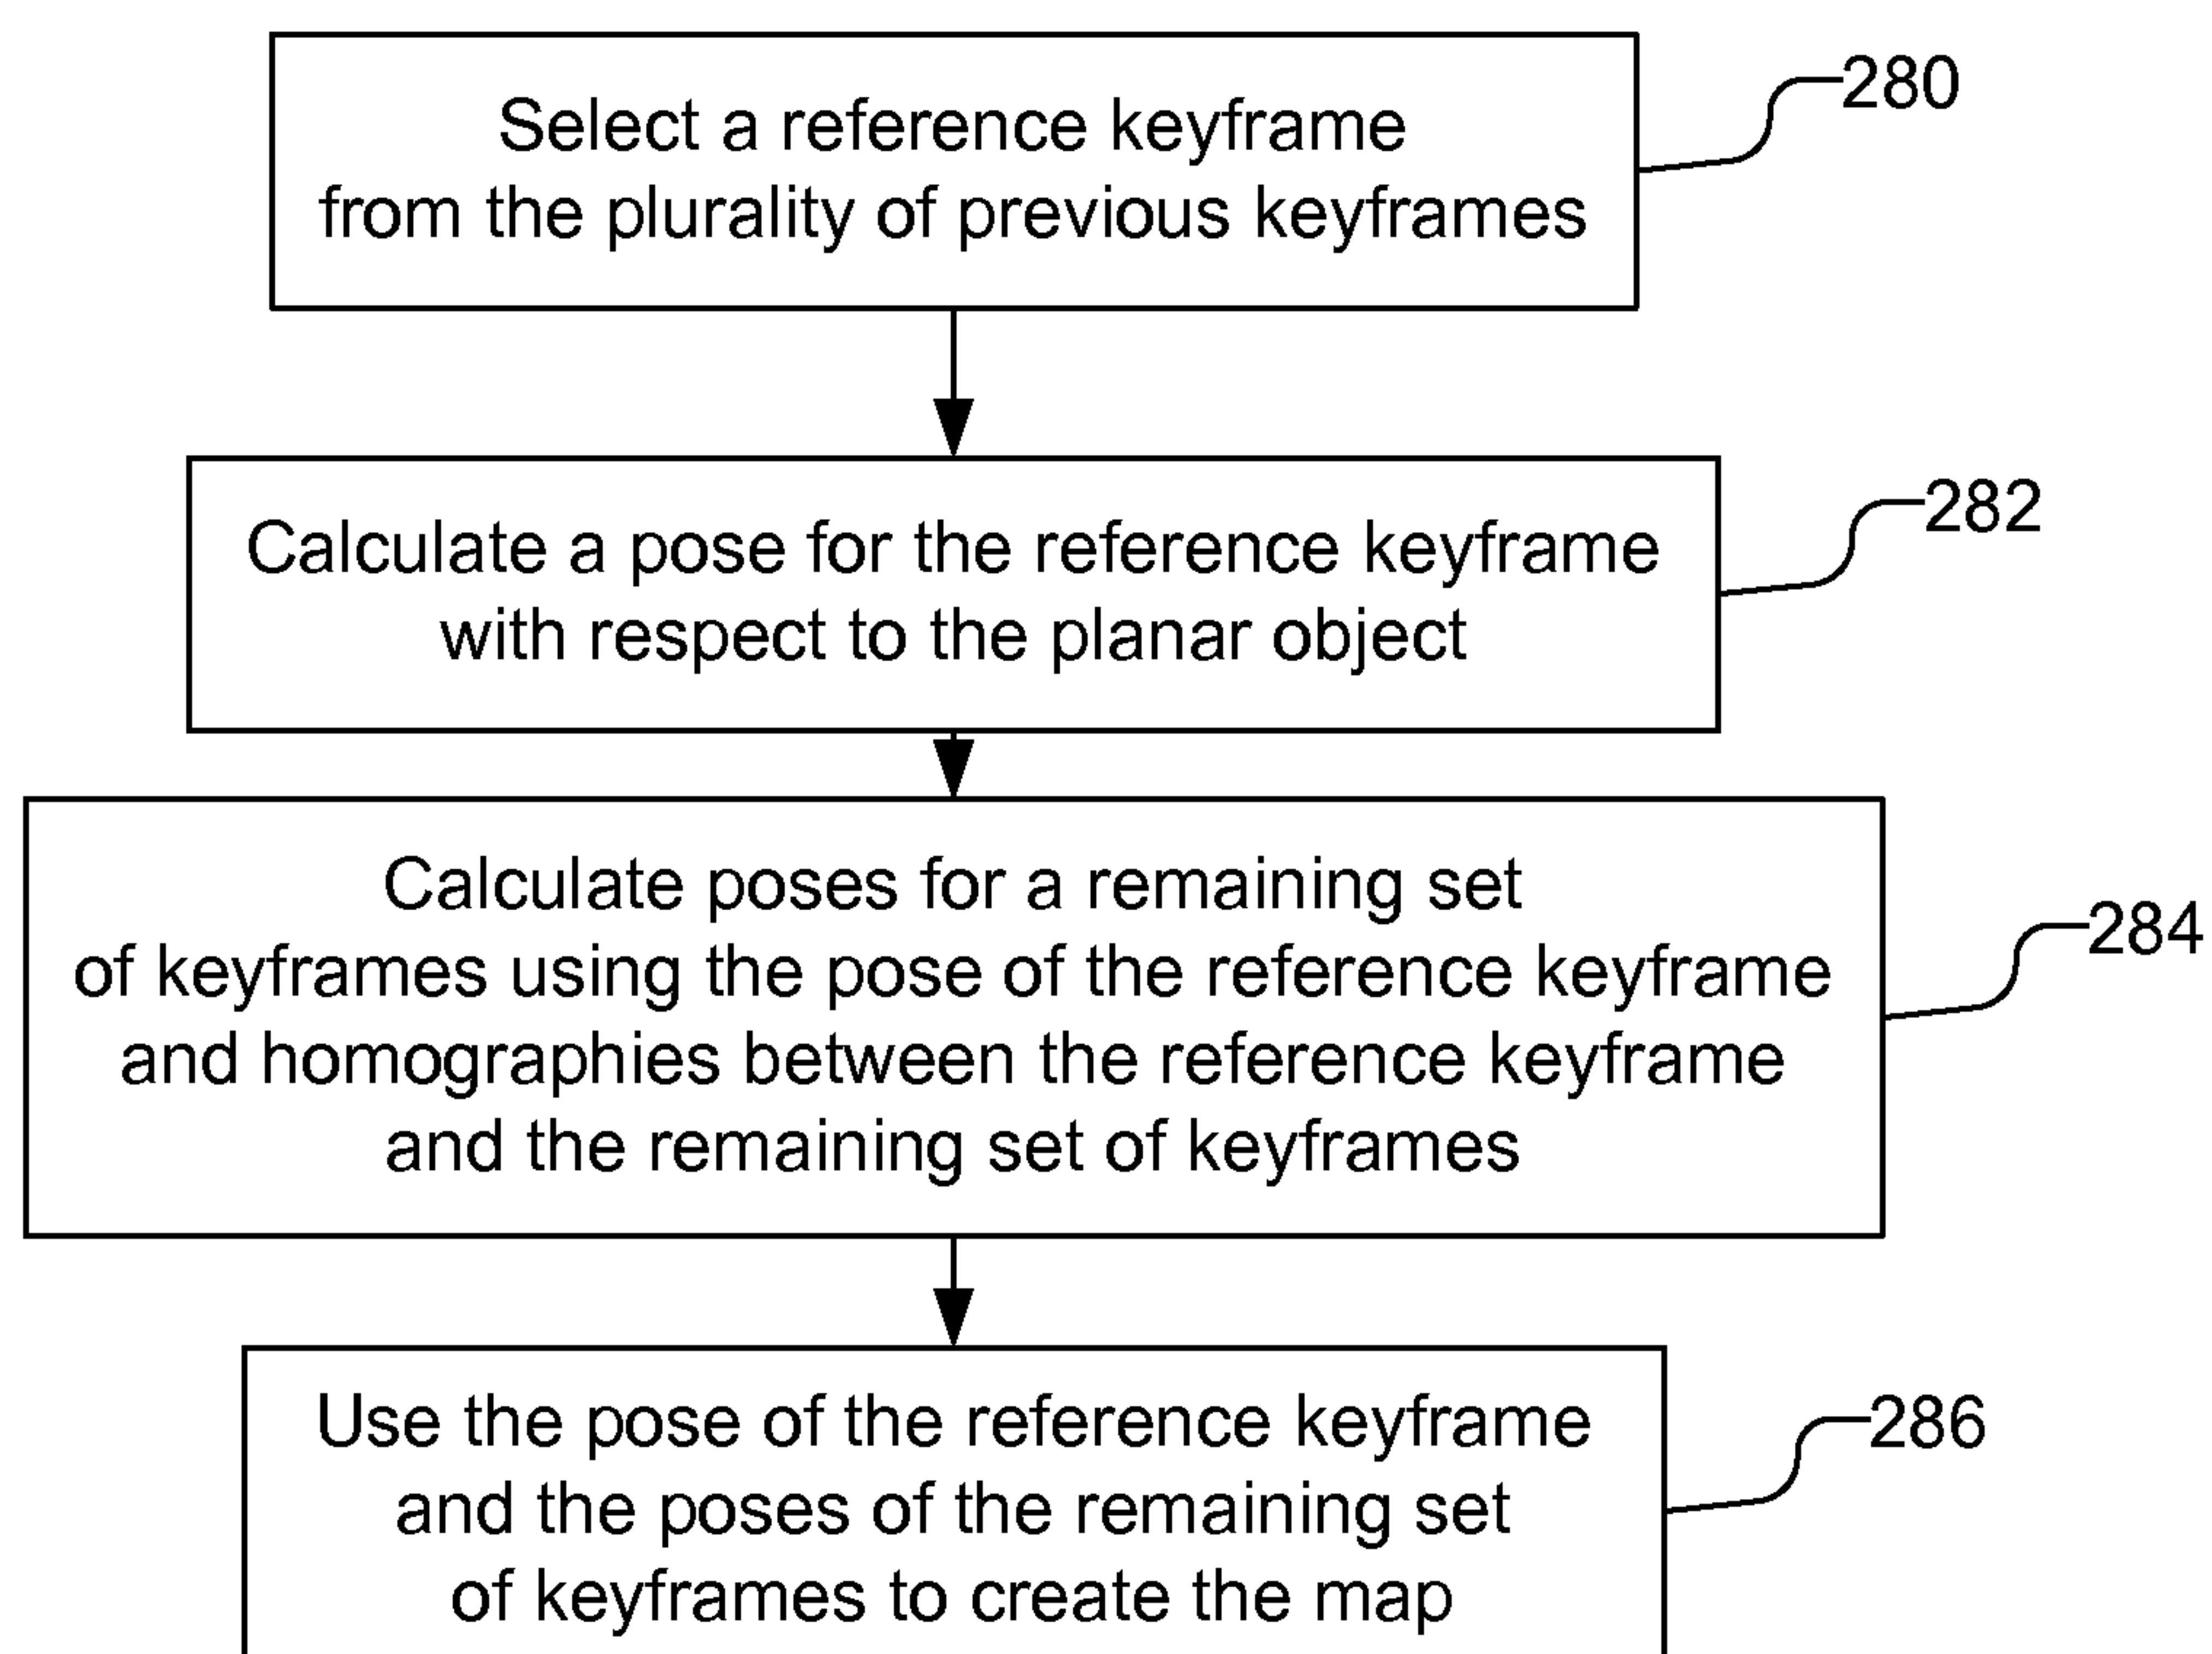 Select a reference keyframe
from the plurality of previous keyframes
280
Calculate a pose for the reference keyframe
with respect to the planar object
282
Calculate poses for a remaining set
of keyframes using the pose of the reference keyframe
and homographies between the reference keyframe
and the remaining set of keyframes
284
Use the pose of the reference keyframe
and the poses of the remaining set
of keyframes to create the map
286